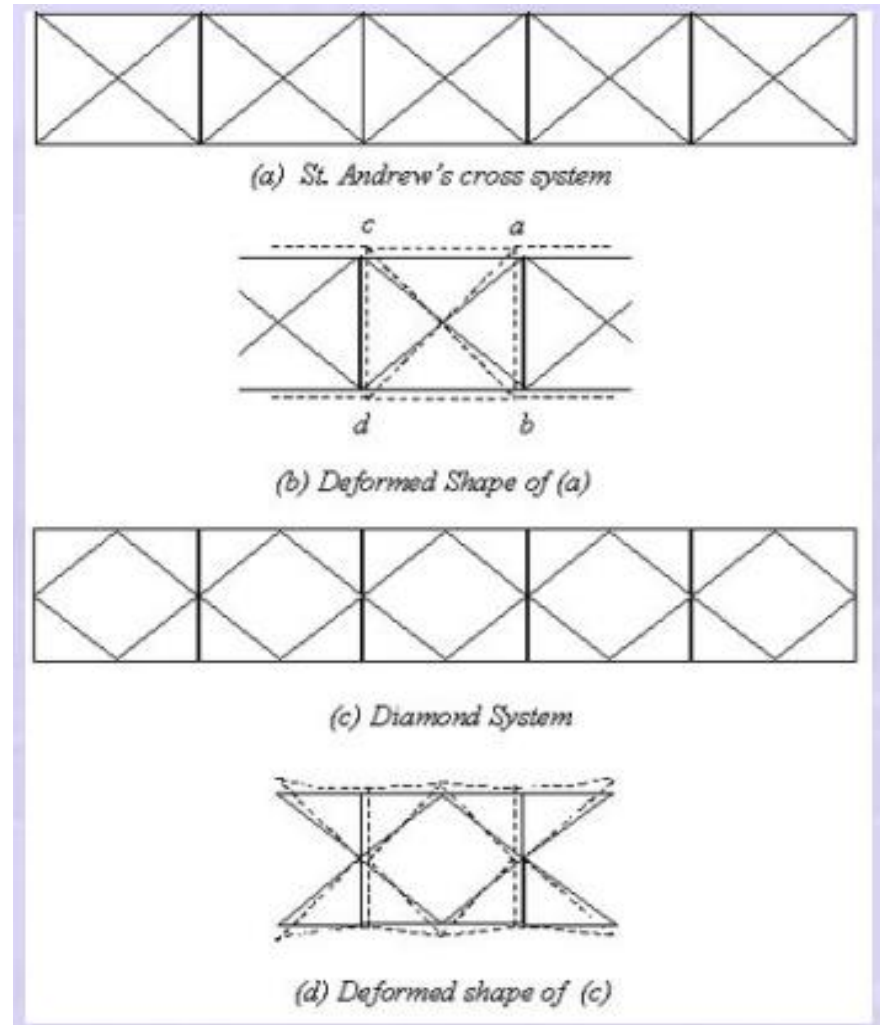 (a) St. Andrew's cross system
c a
d b
(b) Deformed Shape of (a)
(c) Diamond System
(d) Deformed shape of (c)